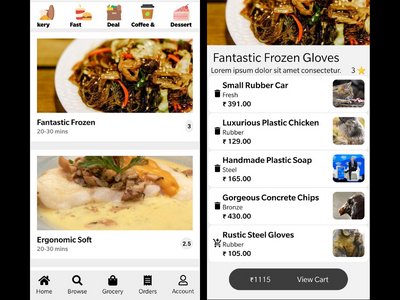 kery
Fast
Deal
Coffee &
Dessert
Fantastic Frozen
20-30 mins
3
Ergonomic Soft
20-30 mins
2.5
Home
Browse
Grocery
Orders
Account
Fantastic Frozen Gloves
Lorem ipsum dolor sit amet consectetur.
3
Small Rubber Car
Fresh
₹ 391.00
Luxurious Plastic Chicken
Rubber
₹ 129.00
Handmade Plastic Soap
Steel
₹ 165.00
Gorgeous Concrete Chips
Bronze
₹ 430.00
Rustic Steel Gloves
Rubber
₹ 105.00
₹1115 View Cart